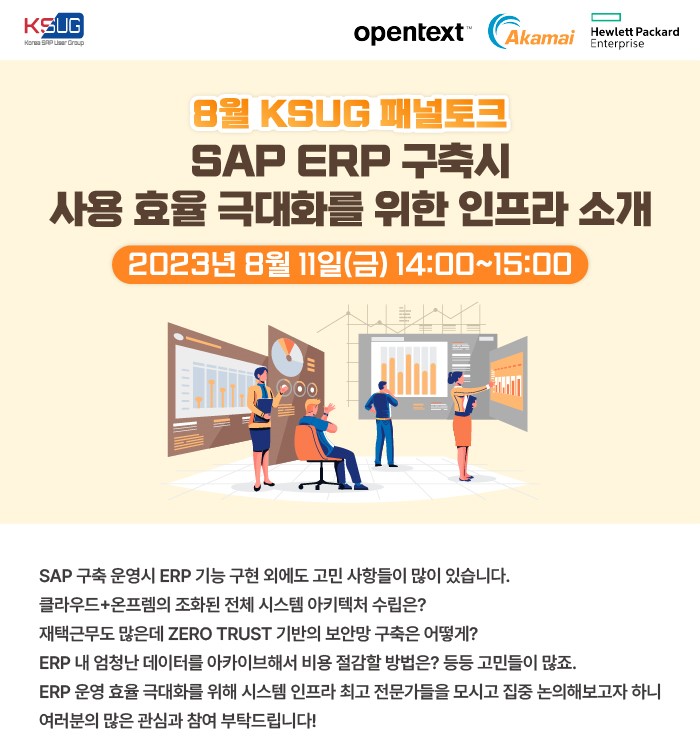 KSUG
Korea SAP User Group
opentext™
Akamai
Hewlett Packard
Enterprise
8월 KSUG 패널토크
SAP ERP 구축시
사용 효율 극대화를 위한 인프라 소개
2023년 8월 11일(금) 14:00~15:00
SAP 구축 운영시 ERP 기능 구현 외에도 고민 사항들이 많이 있습니다.
클라우드+온프렘의 조화된 전체 시스템 아키텍처 수립은?
재택근무도 많은데 ZERO TRUST 기반의 보안망 구축은 어떻게?
ERP 내 엄청난 데이터를 아카이브해서 비용 절감할 방법은? 등등 고민들이 많죠.
ERP 운영 효율 극대화를 위해 시스템 인프라 최고 전문가들을 모시고 집중 논의해보고자 하니
여러분의 많은 관심과 참여 부탁드립니다!